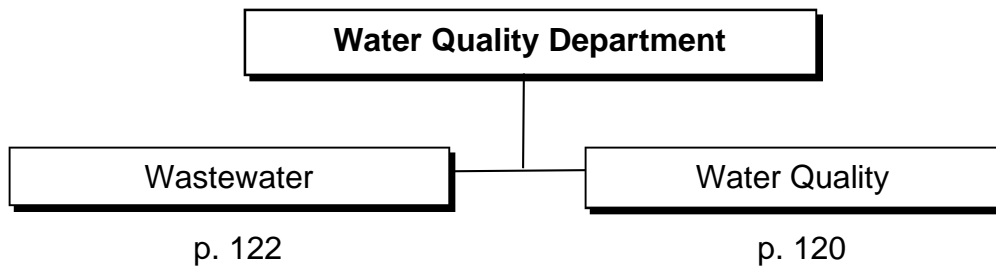 Water Quality Department
Wastewater
Water Quality
p. 122
p. 120